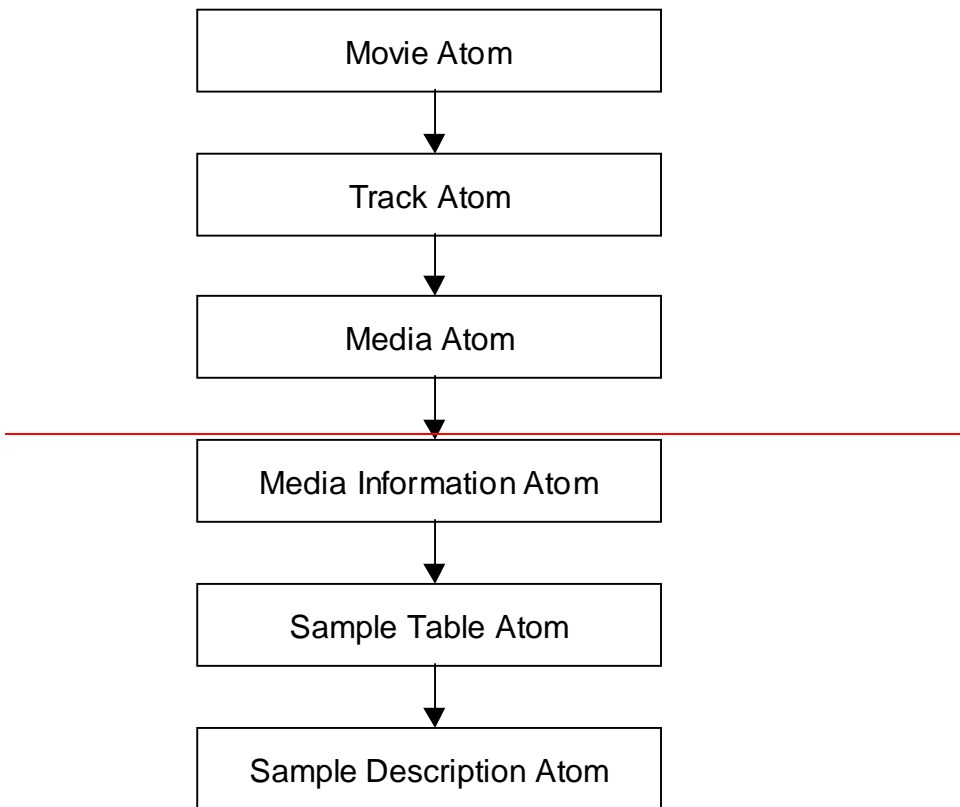 Movie Atom
Track Atom
Media Atom
Media Information Atom
Sample Table Atom
Sample Description Atom